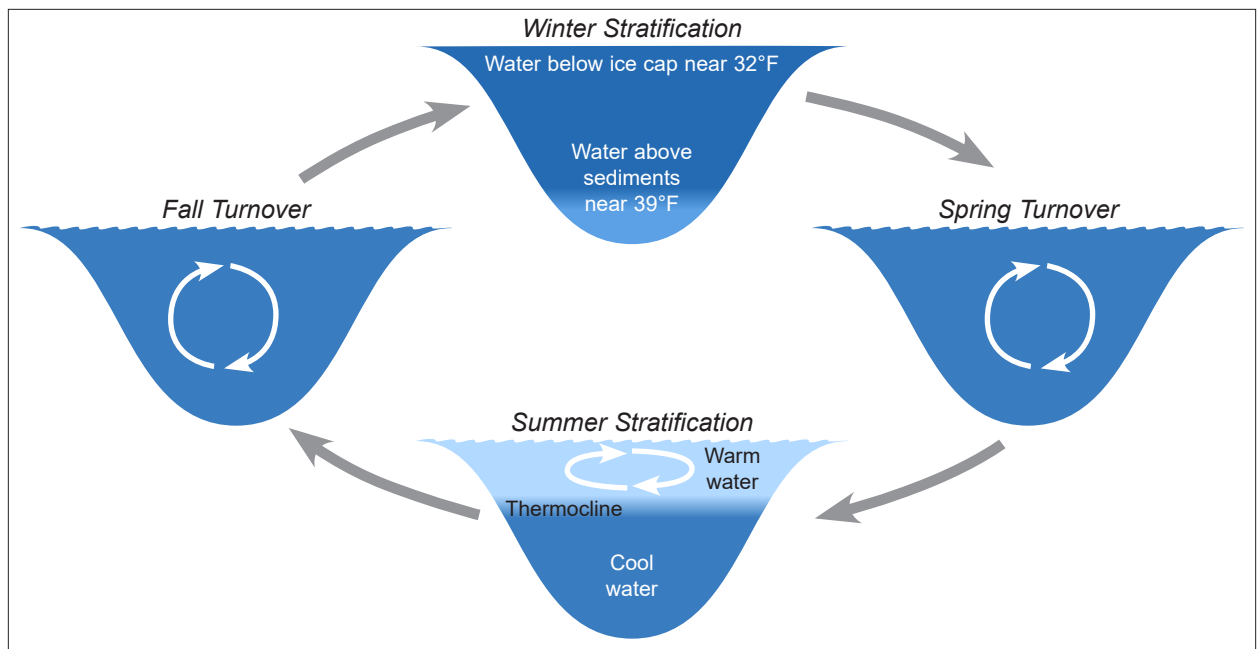 Winter Stratification
Water below ice cap near 32°F
Water above
sediments
near 39°F
Fall Turnover
Spring Turnover
Summer Stratification
Warm
water
Thermocline
Cool
water